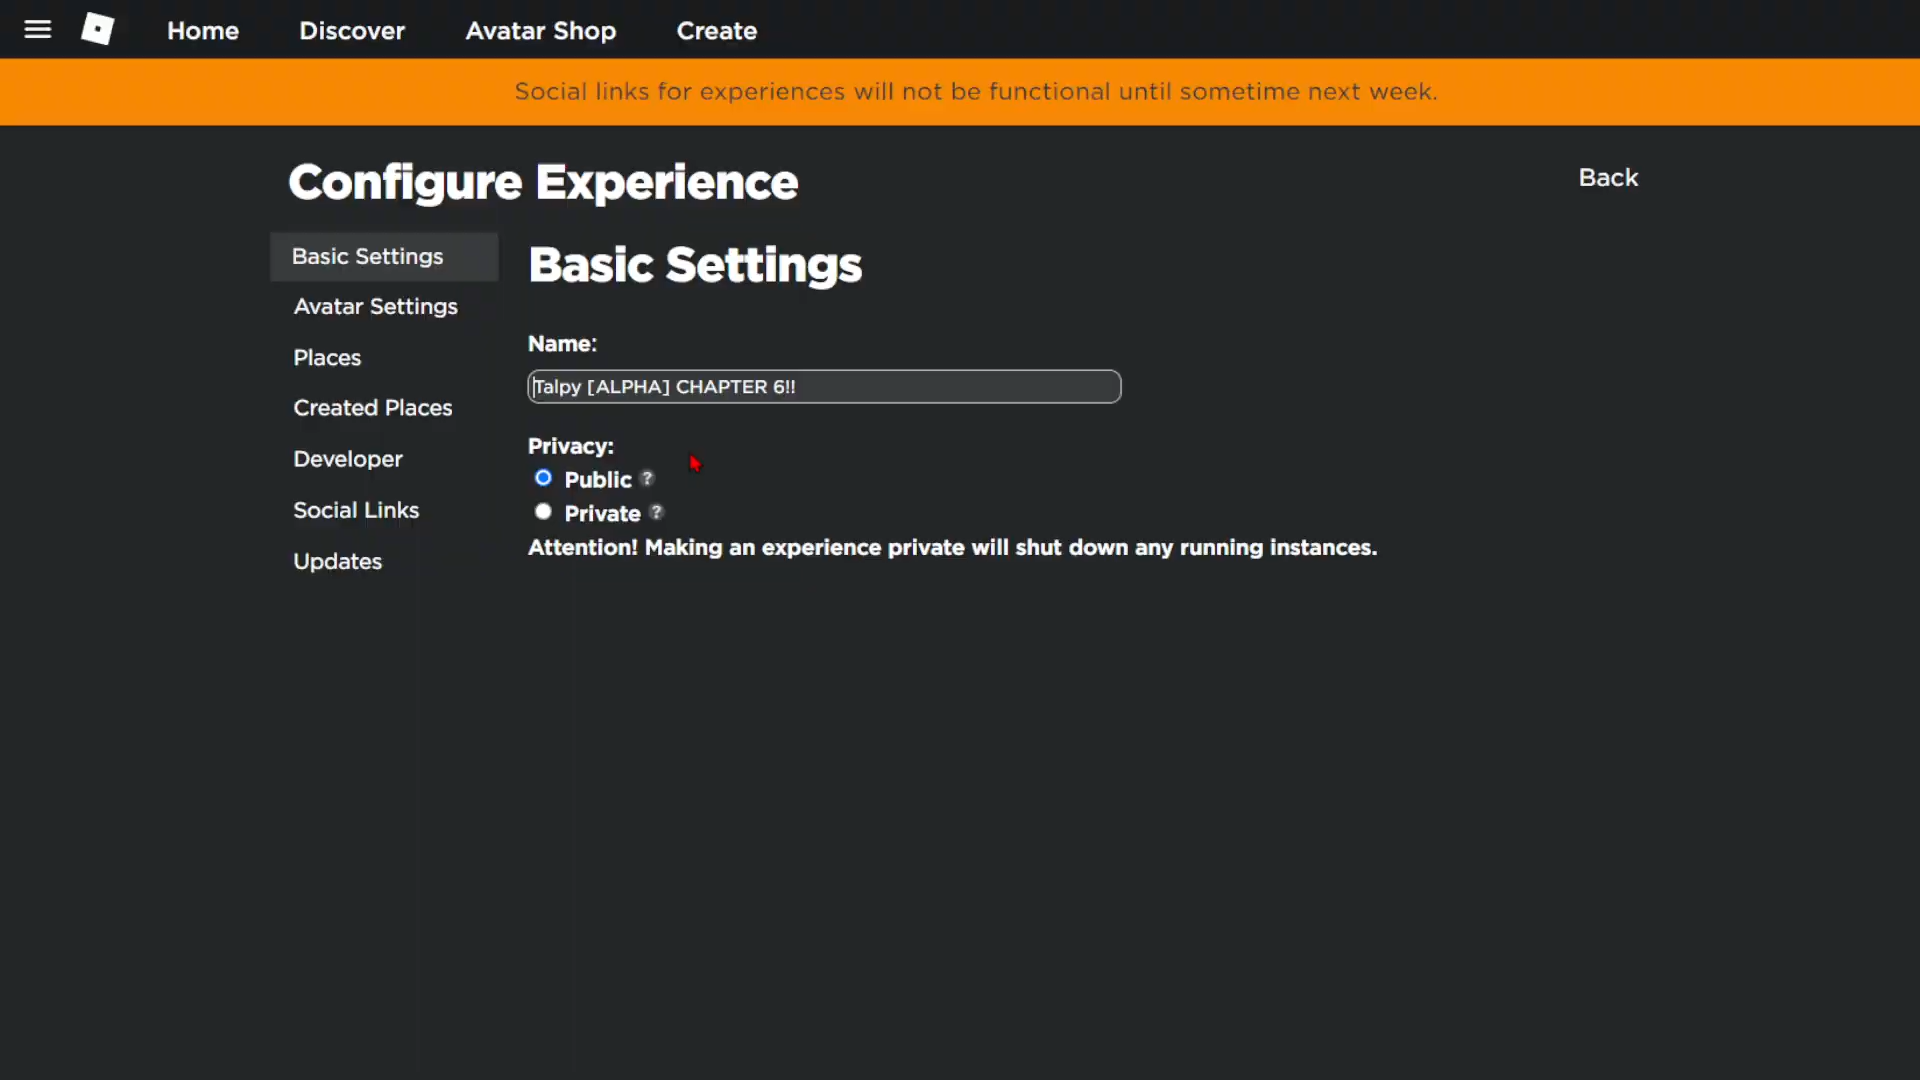 Home Discover Avatar Shop Create
Social links for experiences will not be functional until sometime next week.
Configure Experience
Back
Basic Settings
Avatar Settings
Places
Created Places
Developer
Social Links
Updates
Basic Settings
Name:
Talpy [ALPHA] CHAPTER 6!!
Privacy:
Public ?
Private ?
Attention! Making an experience private will shut down any running instances.